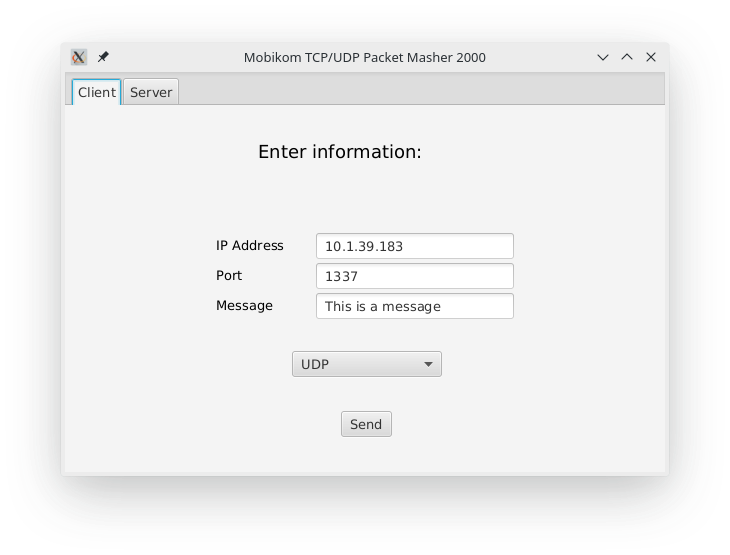 Mobikom TCP/UDP Packet Masher 2000
Client Server
Enter information:
IP Address 10.1.39.183
Port 1337
Message This is a message
UDP
Send